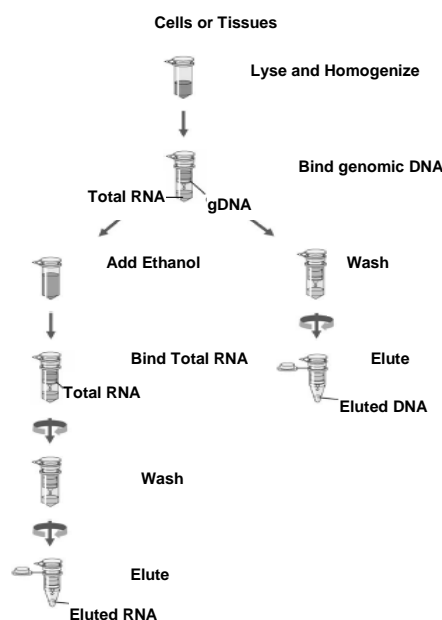 Cells or Tissues
Lyse and Homogenize
Bind genomic DNA
Total RNA
gDNA
Add Ethanol
Wash
Bind Total RNA
Elute
Total RNA
Eluted DNA
Wash
Elute
Eluted RNA